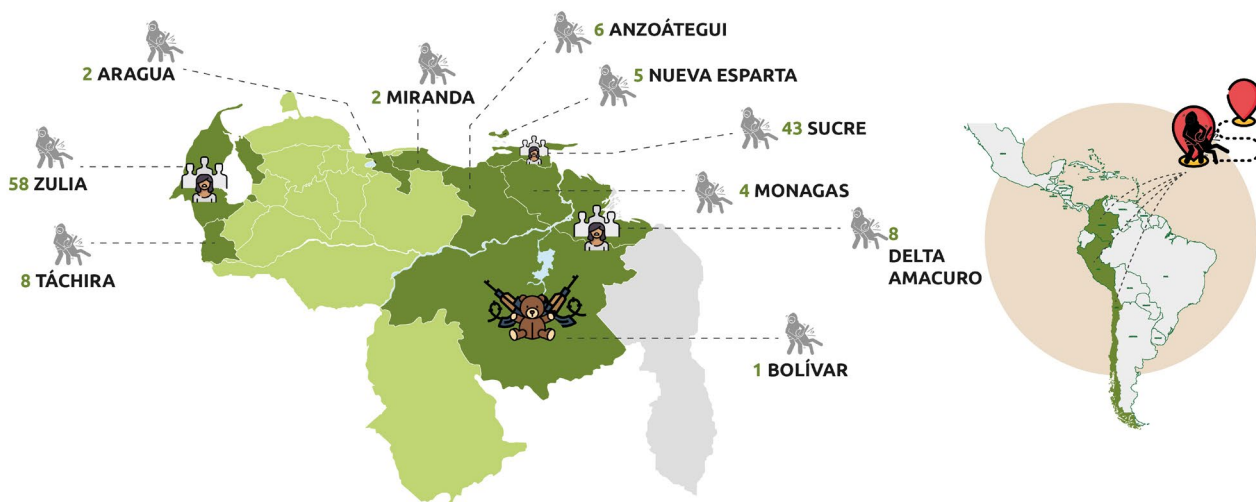 6 ANZOÁTEGUI
2 ARAGUA
5 NUEVA ESPARTA
2 MIRANDA
43 SUCRE
58 ZULIA
4 MONAGAS
8
DELTA
AMACURO
8 TÁCHIRA
1 BOLÍVAR